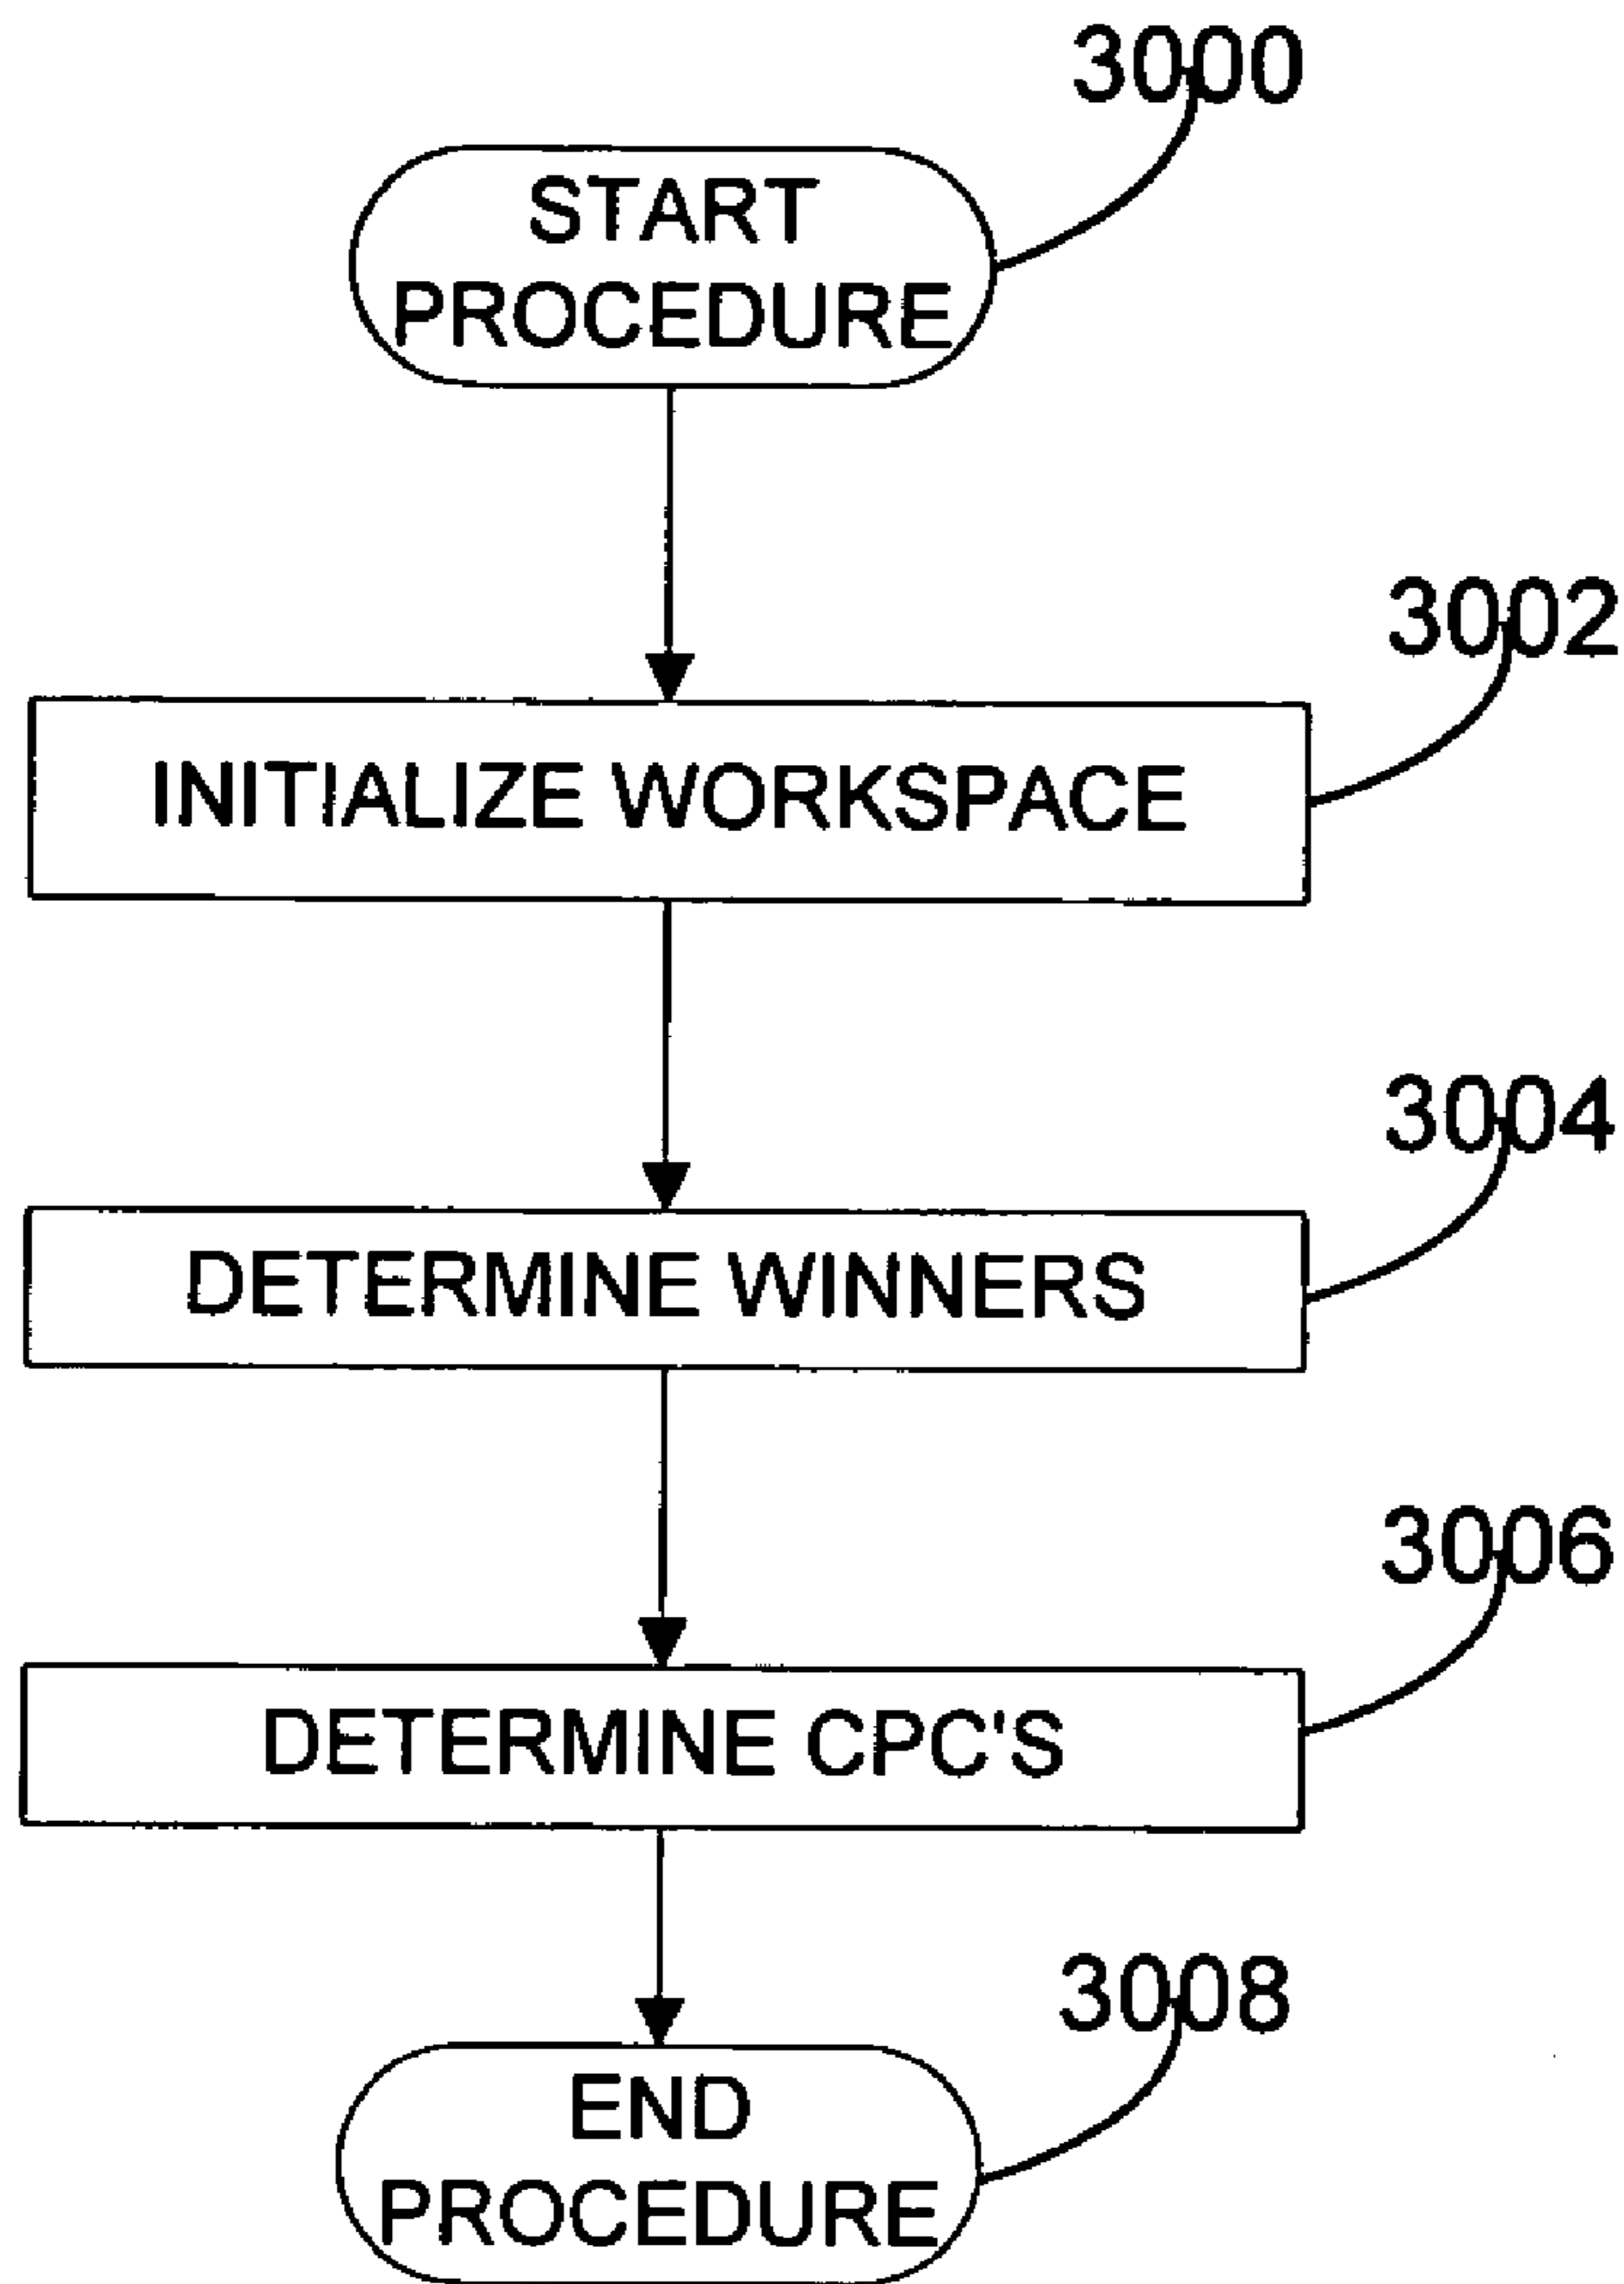 3000
START
PROCEDURE
3002
INITIALIZE WORKSPACE
3004
DETERMINE WINNERS
3006
DETERMINE CPC'S
3008
END
PROCEDURE